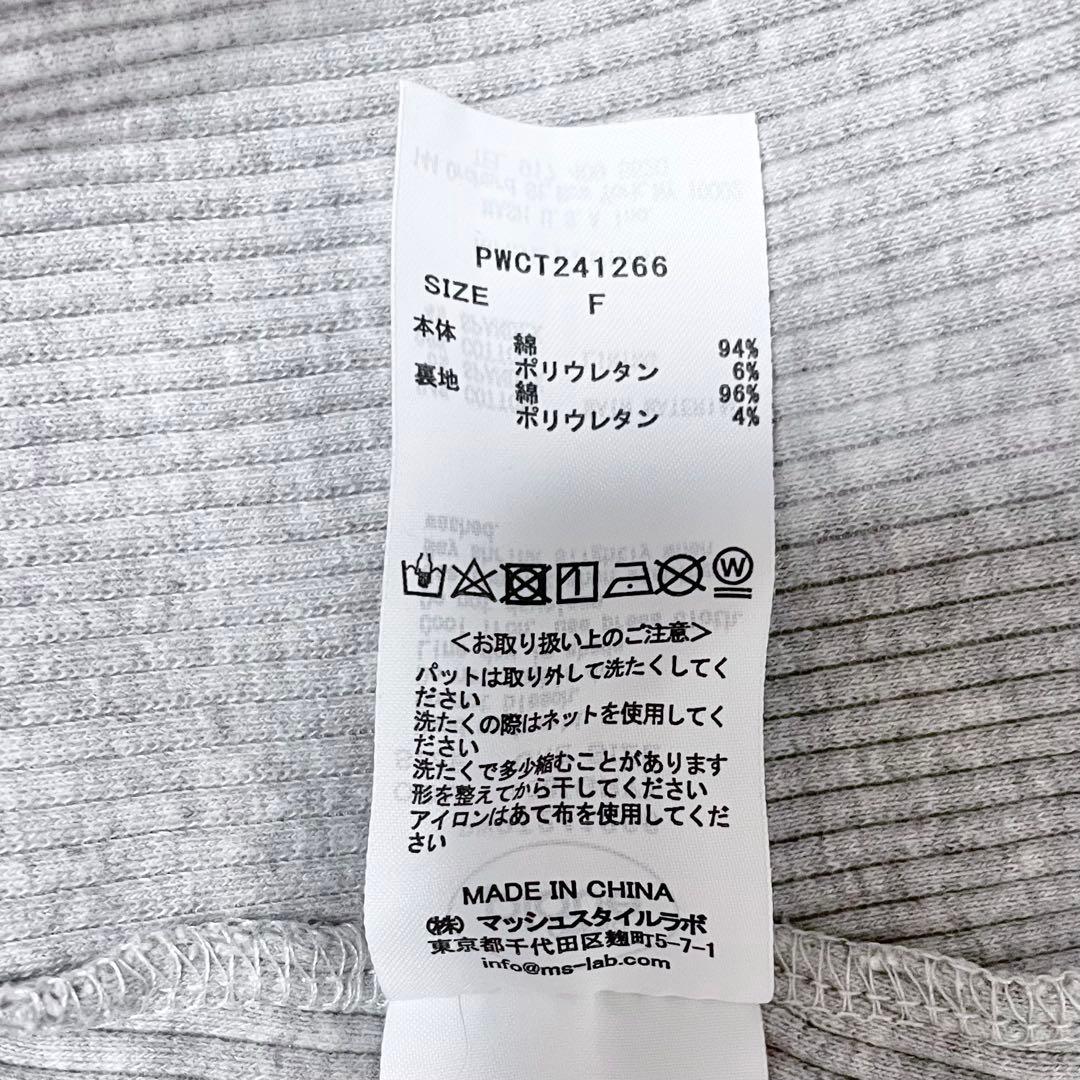 PWCT241266
SIZE F
本体 綿 94%
ポリウレタン 6%
裏地 綿 96%
ポリウレタン 4%
W
<お取り扱い上のご注意>
パットは取り外して洗たくしてく
ださい
洗たくの際はネットを使用してく
ださい
洗たくで多少縮むことがあります
形を整えてから干してください
アイロンはあて布を使用してくだ
さい
MADE IN CHINA
(株) マッシュスタイルラボ
東京都千代田区麹町5-7-1
info@ms-lab.com